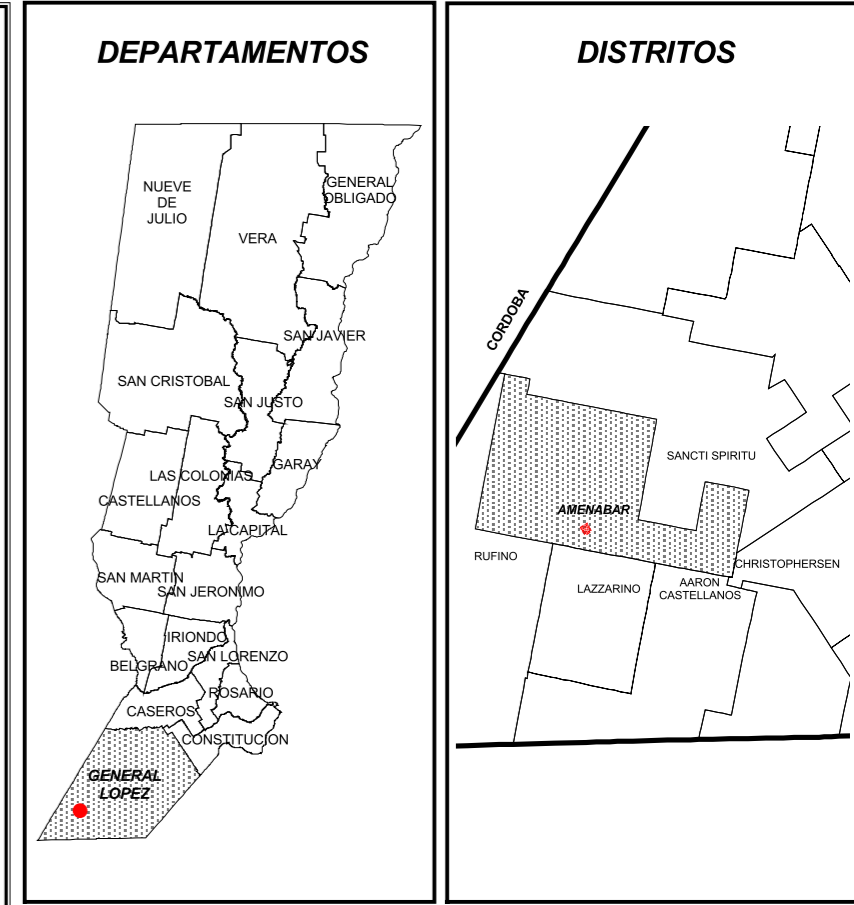 DEPARTAMENTOS
NUEVE
DE
JULIO
GENERAL
OBLIGADO
VERA
SAN JAVIER
SAN CRISTOBAL
SAN JUSTO
GARAY
LAS COLONIAS
CASTELLANOS
LA CAPITAL
SAN MARTIN
SAN JERONIMO
IRIONDO
SAN LORENZO
BELGRANO
ROSARIO
CASEROS
CONSTITUCION
GENERAL
LOPEZ
DISTRITOS
CORDOBA
SANCTI SPIRITU
AMENABAR
RUFINO
CHRISTOPHERSEN
LAZZARINO
AARON
CASTELLANOS